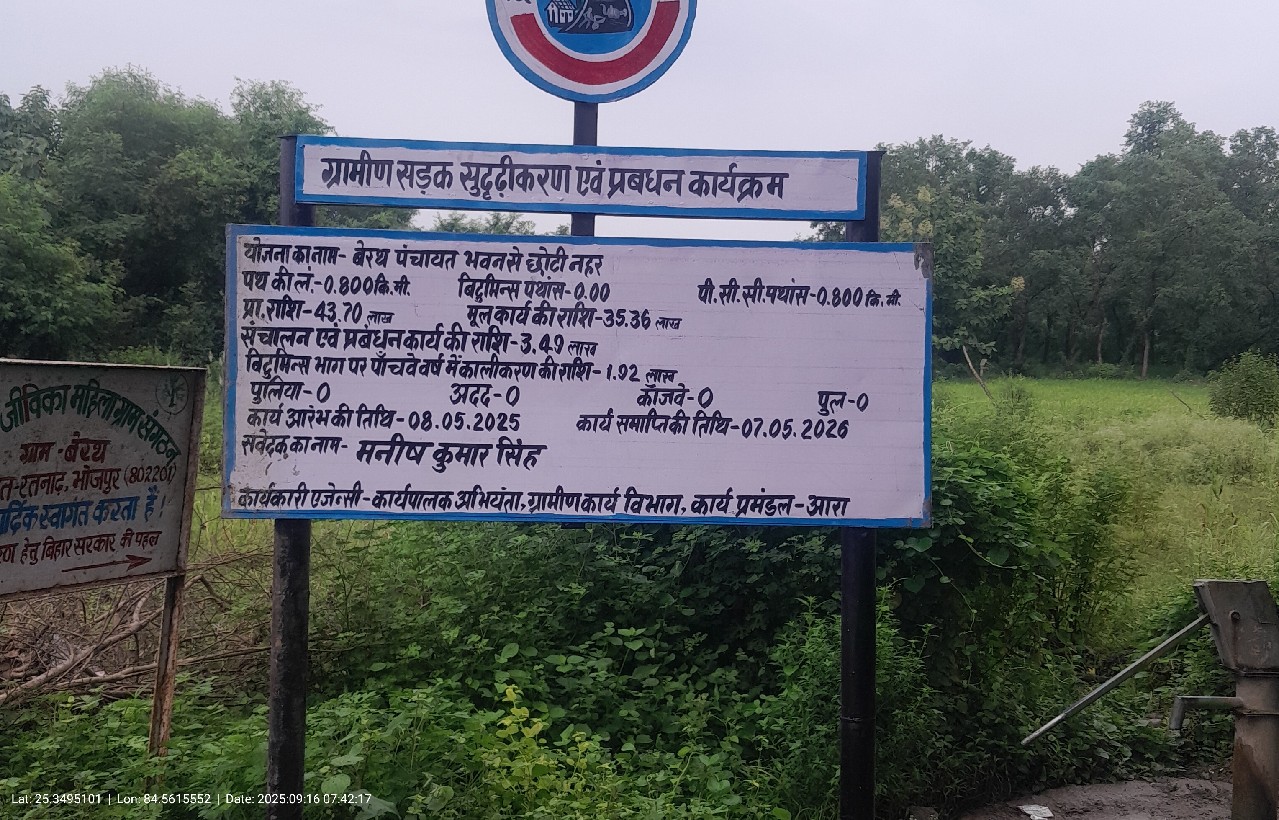 ग्रामीण सड़क सुदृढ़ीकरण एवं प्रबधन कार्यक्रम
योजना का नाम- बेरथ पंचायत भवन से छोटी नहर
पथ की लं.-0.800 कि.मी. बिटुमिन्स पथांस-0.00 पी.सी.सी.पथांस-0.800 कि.मी.
प्रा.राशि-43.70 लाख मूल कार्य की राशि-35.36 लाख
संचालन एवं प्रबंधन कार्य की राशि-3.49 लाख
बिटुमिन्स भाग पर पाँचवे वर्ष में कालीकरण की राशि-1.92 लाख
पुलिया-0 अदद-0 कॉजवे-0 पुल-0
कार्य आरंभ की तिथि-08.05.2025 कार्य समाप्ति की तिथि-07.05.2026
संवेदक का नाम- मनीष कुमार सिंह
कार्यकारी एजेन्सी-कार्यपालक अभियंता, ग्रामीण कार्य विभाग, कार्य प्रमंडल-आरा
जीविका महिला ग्राम संगठन
ग्राम-बेरथ
रतनाढ़, भोजपुर (802201)
स्वागत करता है!
हेतु बिहार सरकार की पहल
Lat: 25.3495101 | Lon: 84.5615552 | Date: 2025:09:16 07:42:17